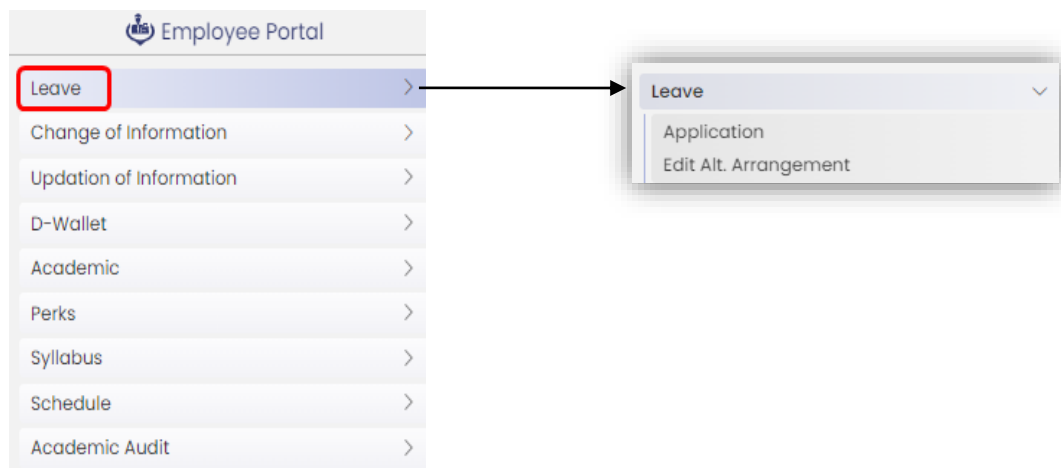 Employee Portal
Leave
Change of Information
Updation of Information
D-Wallet
Academic
Perks
Syllabus
Schedule
Academic Audit
Leave
Application
Edit Alt. Arrangement